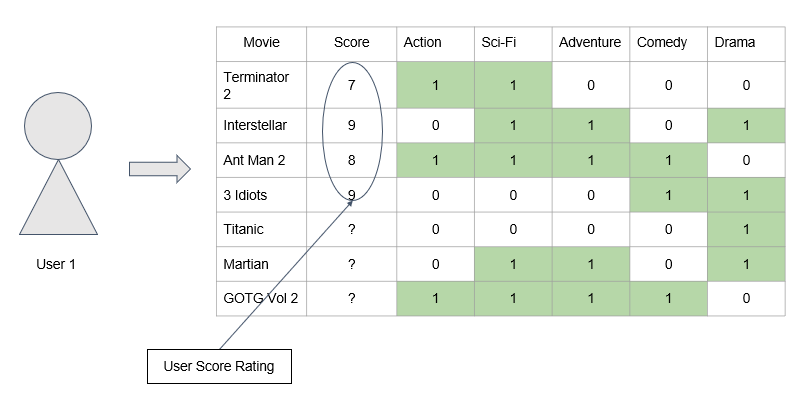 Movie Score Action Sci-Fi Adventure Comedy Drama
Terminator
2 7 1 1 0 0 0
Interstellar 9 0 1 1 0 1
Ant Man 2 8 1 1 1 1 0
3 Idiots 9 0 0 0 1 1
Titanic ? 0 0 0 0 1
Martian ? 0 1 1 0 1
GOTG Vol 2 ? 1 1 1 1 0
User 1
User Score Rating